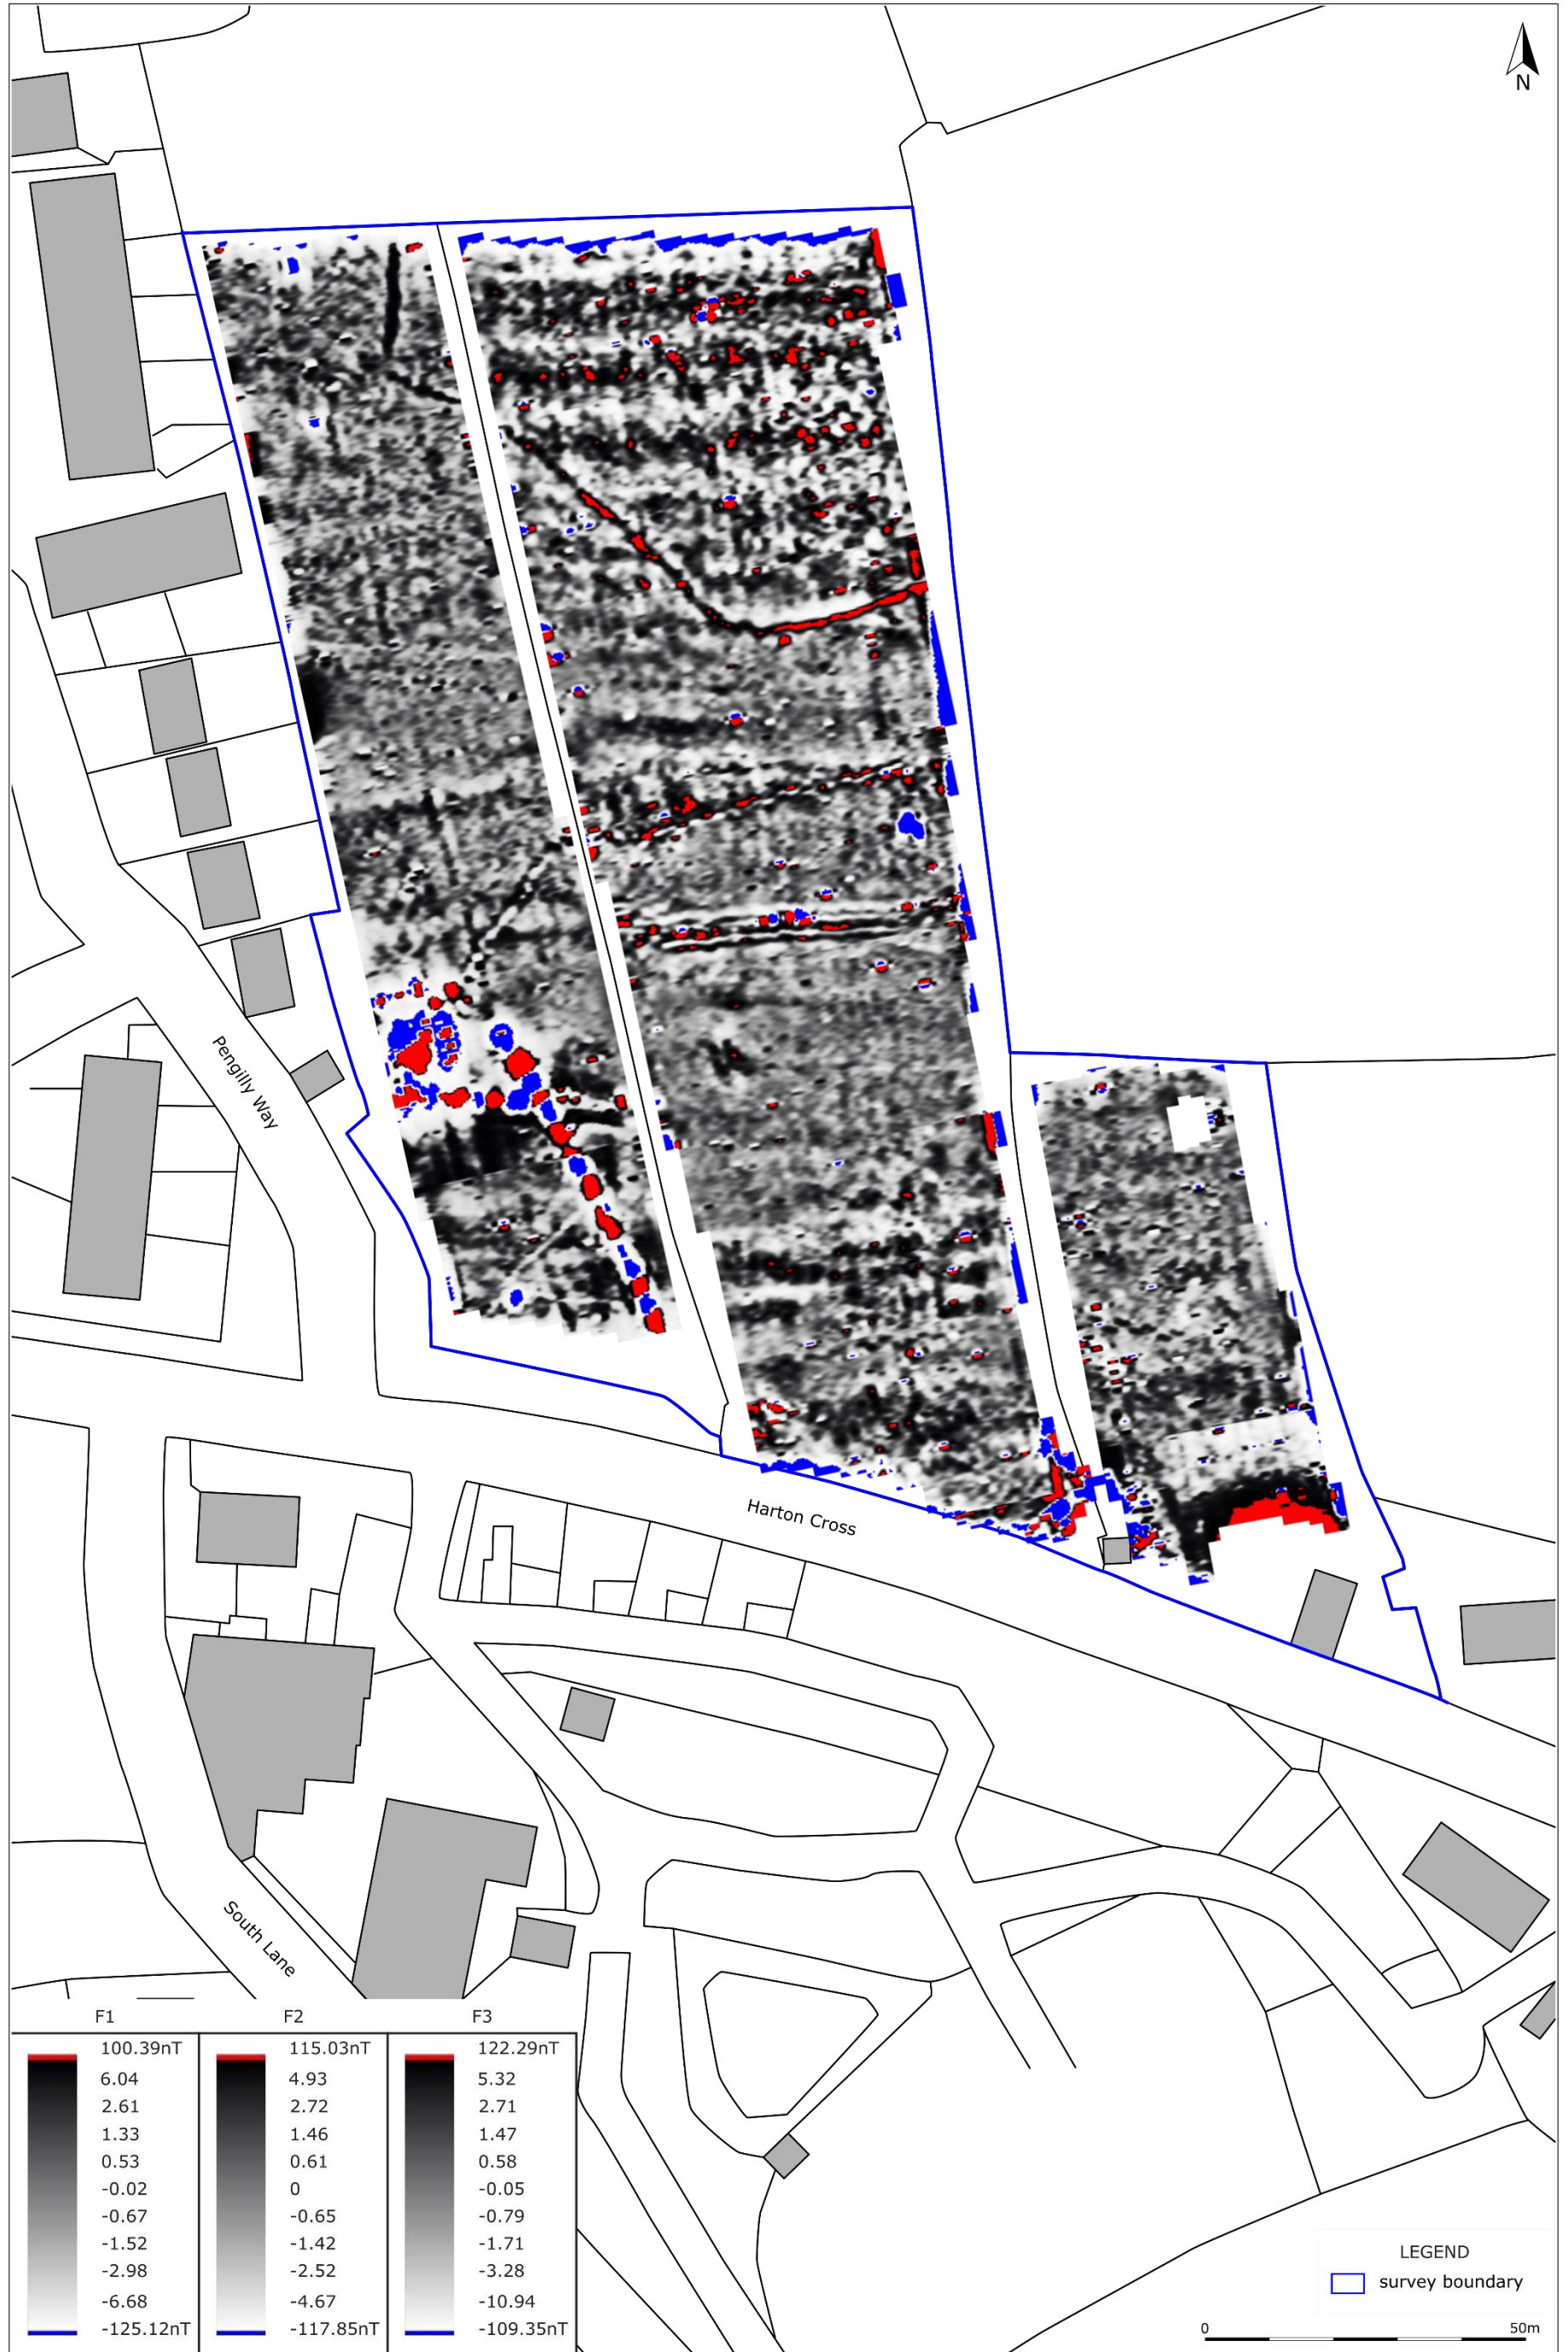 N
Pengilly Way
Harton Cross
South Lane
F1
100.39nT
6.04
2.61
1.33
0.53
-0.02
-0.67
-1.52
-2.98
-6.68
-125.12nT
F2
115.03nT
4.93
2.72
1.46
0.61
0
-0.65
-1.42
-2.52
-4.67
-117.85nT
F3
122.29nT
5.32
2.71
1.47
0.58
-0.05
-0.79
-1.71
-3.28
-10.94
-109.35nT
LEGEND
survey boundary
0 50m